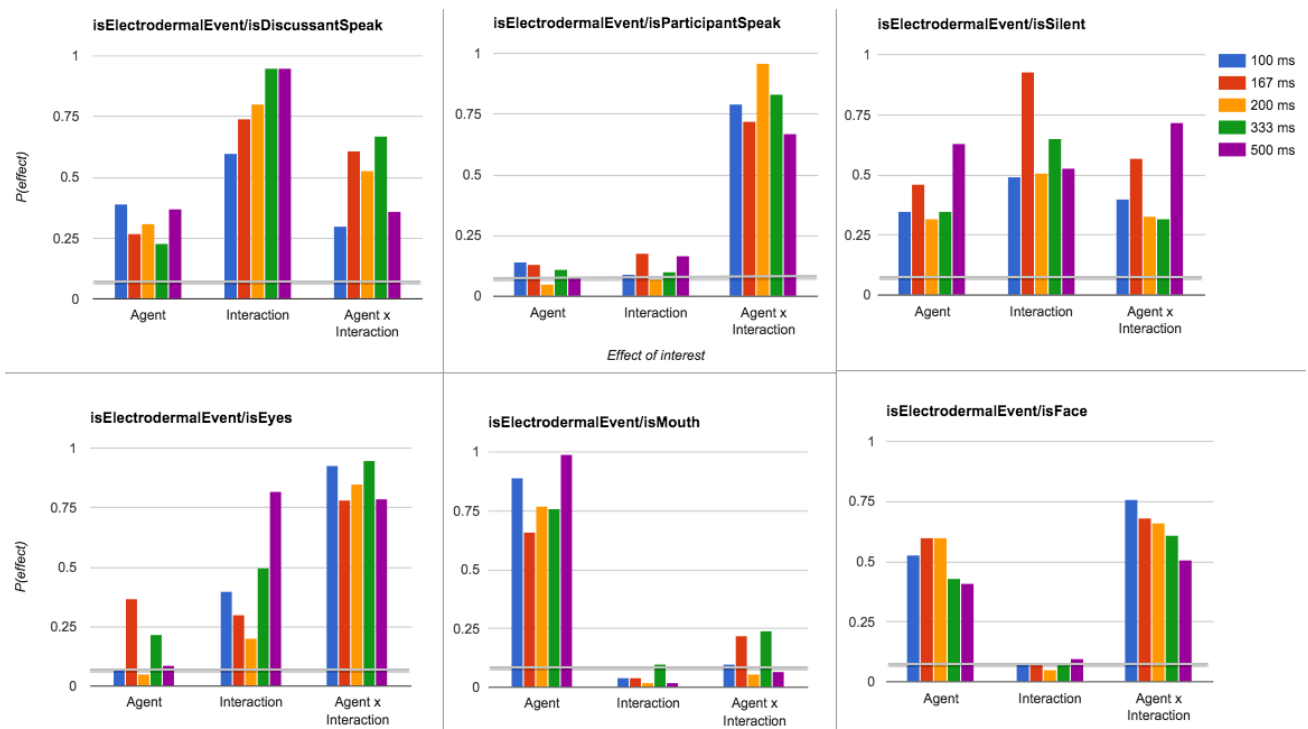 isElectrodermalEvent/isDiscussantSpeak
1
0.75
0.5
0.25
0
P(effect)
Agent
Interaction
Agent x
Interaction
isElectrodermalEvent/isParticipantSpeak
1
0.75
0.5
0.25
0
Agent
Interaction
Agent x
Interaction
Effect of interest
isElectrodermalEvent/isSilent
1
0.75
0.5
0.25
0
Agent
Interaction
Agent x
Interaction
100 ms
167 ms
200 ms
333 ms
500 ms
isElectrodermalEvent/isEyes
1
0.75
0.5
0.25
0
P(effect)
Agent
Interaction
Agent x
Interaction
isElectrodermalEvent/isMouth
1
0.75
0.5
0.25
0
Agent
Interaction
Agent x
Interaction
isElectrodermalEvent/isFace
1
0.75
0.5
0.25
0
Agent
Interaction
Agent x
Interaction